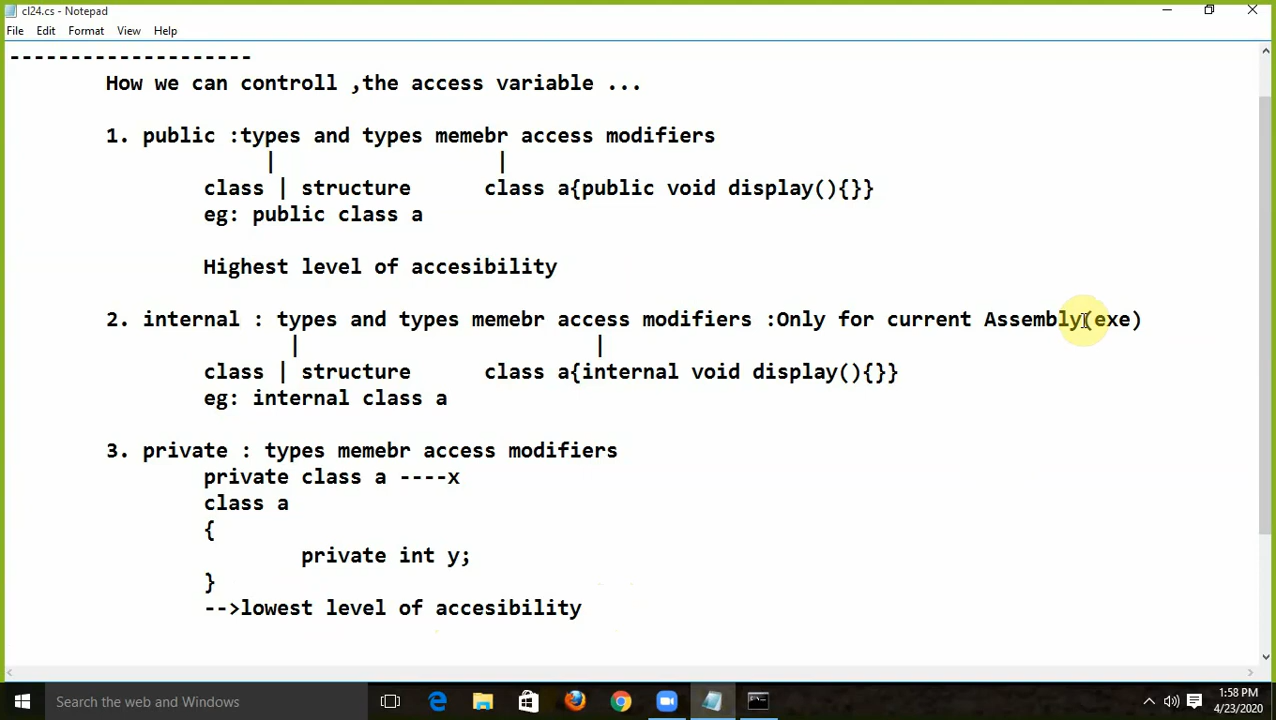 cl24.cs - Notepad
File Edit Format View Help
--------------------
How we can controll ,the access variable ...
1. public :types and types memebr access modifiers
| |
class | structure class a{public void display(){}}
eg: public class a
Highest level of accesibility
2. internal : types and types memebr access modifiers :Only for current Assembly(exe)
| |
class | structure class a{internal void display(){}}
eg: internal class a
3. private : types memebr access modifiers
private class a ----x
class a
{
private int y;
}
-->lowest level of accesibility
Search the web and Windows
1:58 PM
4/23/2020